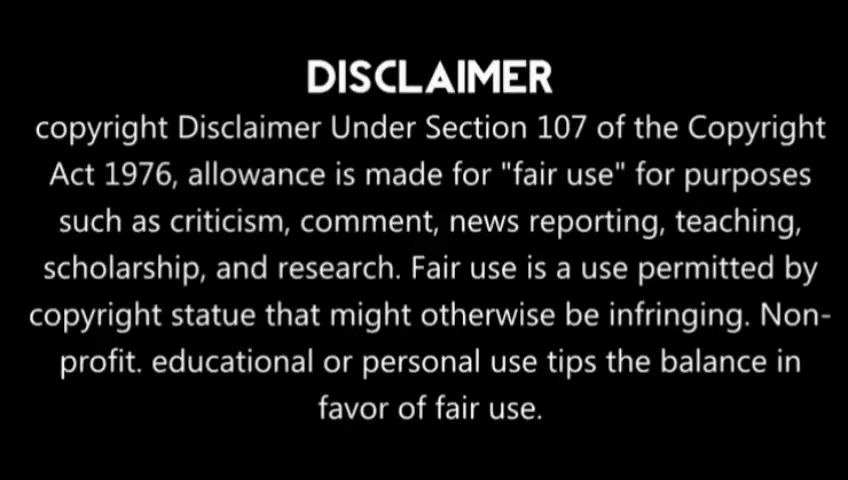 DISCLAIMER
copyright Disclaimer Under Section 107 of the Copyright
Act 1976, allowance is made for "fair use" for purposes
such as criticism, comment, news reporting, teaching,
scholarship, and research. Fair use is a use permitted by
copyright statue that might otherwise be infringing. Non-
profit. educational or personal use tips the balance in
favor of fair use.